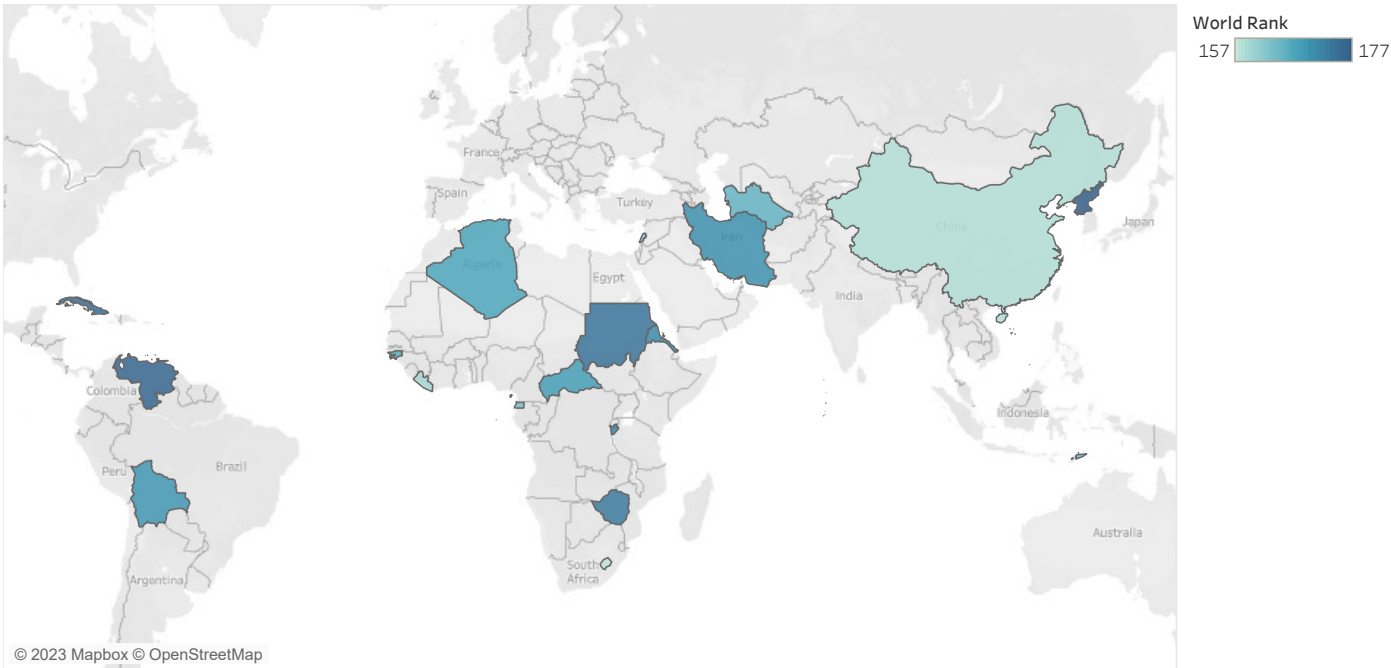 World Rank
157 177
France
Spain
Turkey
Japan
Iran
China
Algeria
Egypt
India
Colombia
Indonesia
Peru
Brazil
Australia
South
Africa
Argentina
© 2023 Mapbox © OpenStreetMap